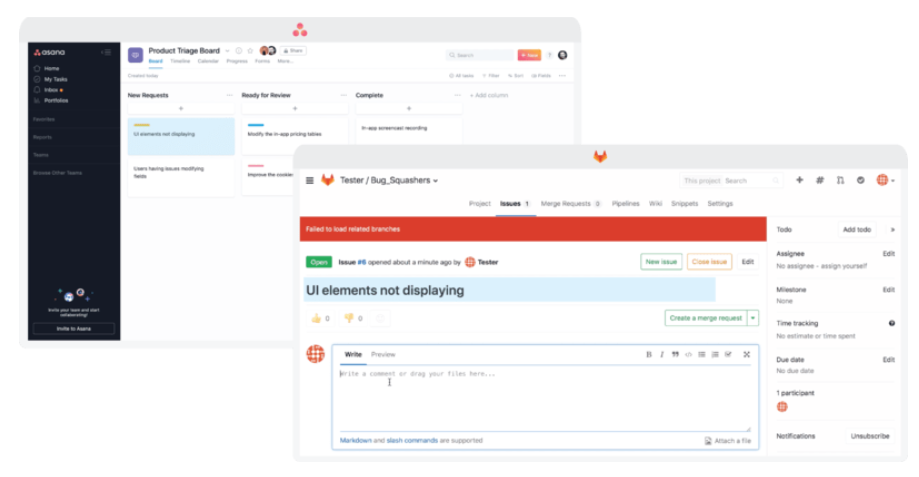 asana
Home
My Tasks
Inbox
Portfolios
Favorites
Reports
Teams
Browse Other Teams
Invite your team and start
collaborating!
Invite to Asana
Product Triage Board
Share
Board Timeline Calendar Progress Forms More...
Search
+ New ?
Created today
All tasks Filter Sort Fields
New Requests
Ready for Review
Complete
+ Add column
UI elements not displaying
Modify the in-app pricing tables
In-app screencast recording
Users having issues modifying
fields
Improve the cookie
Tester / Bug_Squashers
This project Search
Project Issues 1 Merge Requests 0 Pipelines Wiki Snippets Settings
Failed to load related branches
Open Issue #6 opened about a minute ago by Tester
New issue Close issue Edit
UI elements not displaying
0 0
Create a merge request
Write Preview
B I
Write a comment or drag your files here...
Markdown and slash commands are supported
Attach a file
Todo Add todo »
Assignee Edit
No assignee - assign yourself
Milestone Edit
None
Time tracking
No estimate or time spent
Due date Edit
No due date
1 participant
Notifications Unsubscribe